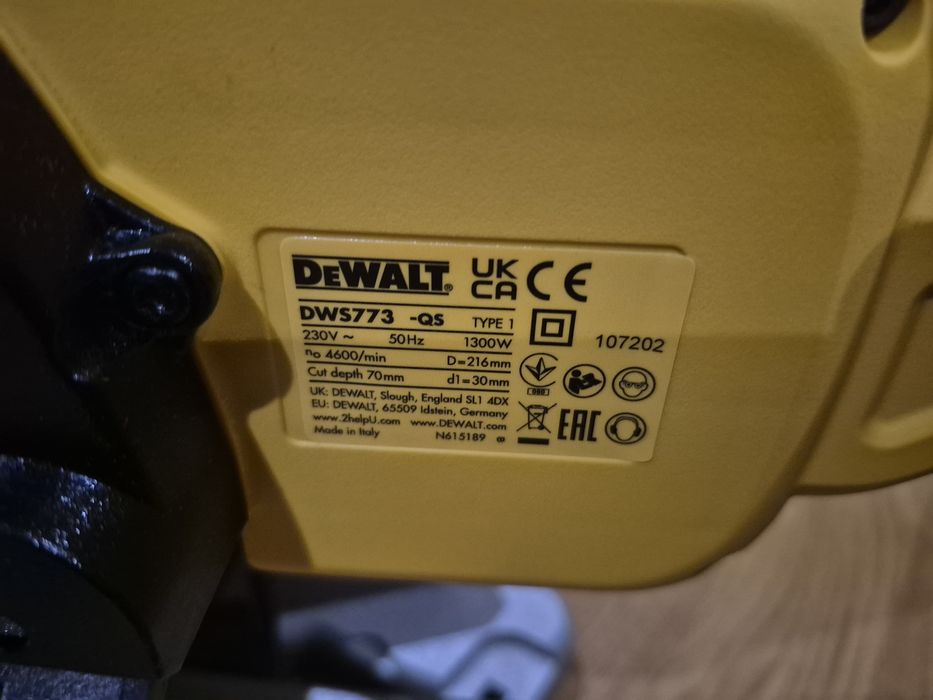 DEWALT®
UK
CA
CE
DWS773 -QS TYPE 1
230V ~ 50Hz 1300W
no 4600/min D=216mm
Cut depth 70mm d1=30mm
UK: DEWALT, Slough, England SL1 4DX
EU: DEWALT, 65509 Idstein, Germany
www.2helpU.com www.DEWALT.com
Made in Italy N615189
107202
EAC